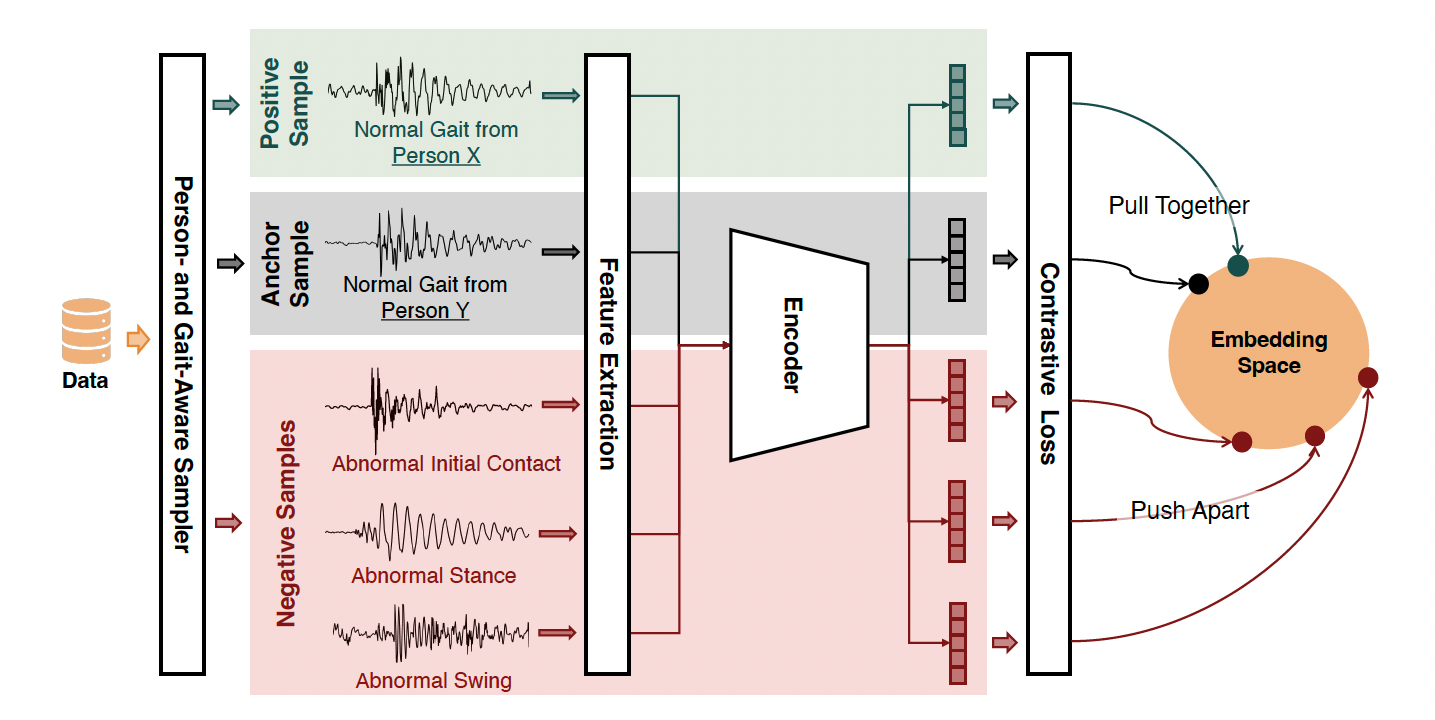 Data
Person- and Gait-Aware Sampler
Positive
Sample
Normal Gait from
Person X
Anchor
Sample
Normal Gait from
Person Y
Negative Samples
Abnormal Initial Contact
Abnormal Stance
Abnormal Swing
Feature Extraction
Encoder
Contrastive Loss
Pull Together
Embedding
Space
Push Apart